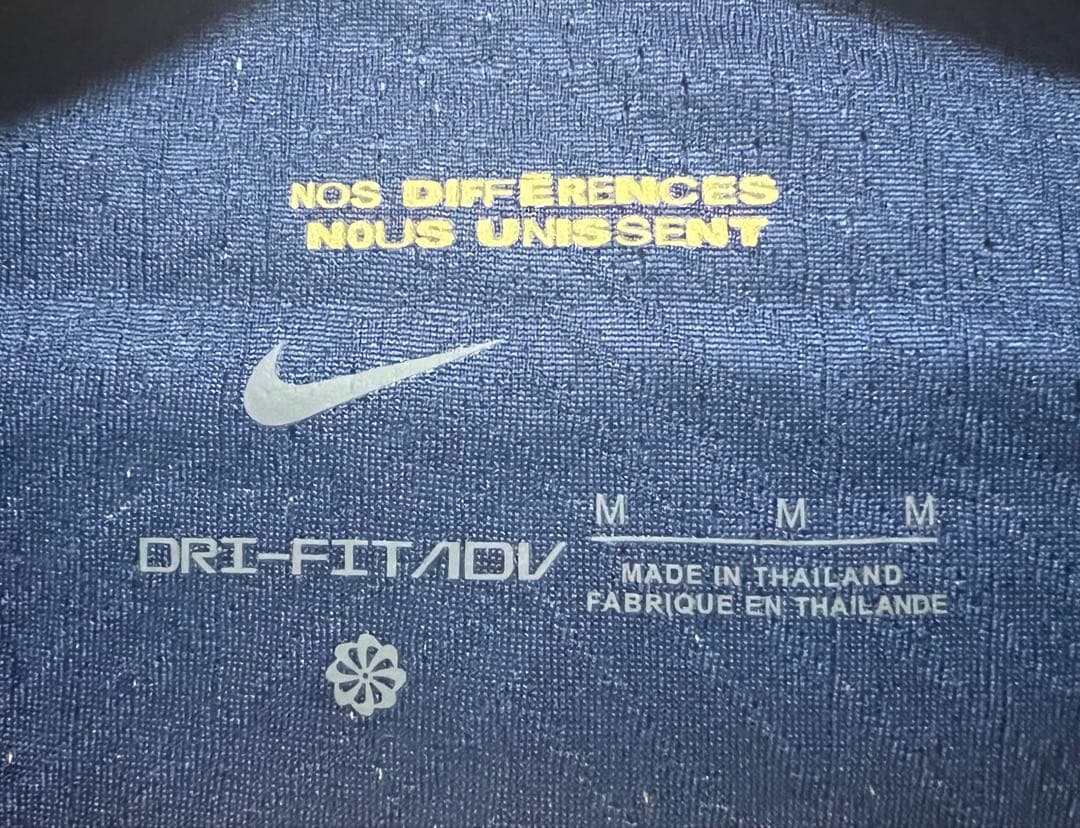 NOS DIFFÉRENCES
NOUS UNISSENT
M M M
DRI-FIT ADV
MADE IN THAILAND
FABRIQUE EN THAILANDE